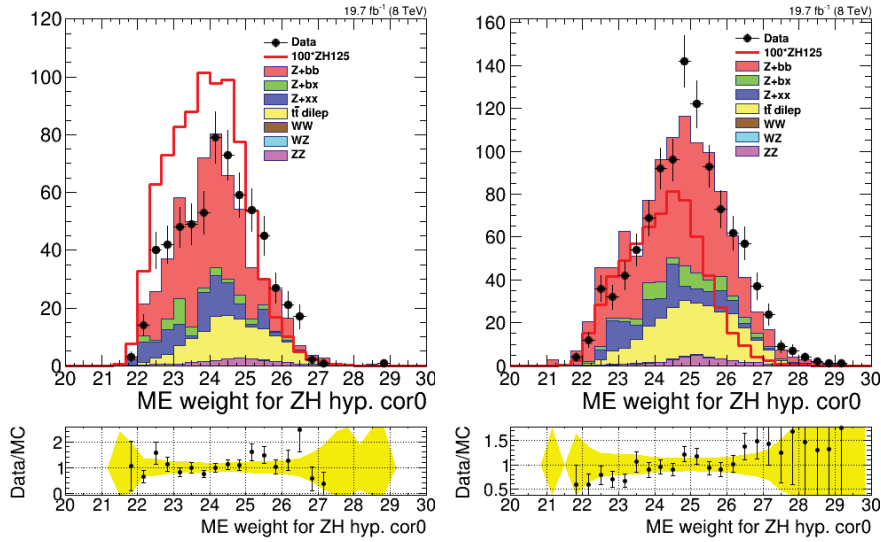 19.7 fb⁻¹ (8 TeV)
120
100
80
60
40
20
0
Data
100*ZH125
Z+bb
Z+bx
Z+xx
tt̄ dilep
WW
WZ
ZZ
20 21 22 23 24 25 26 27 28 29 30
ME weight for ZH hyp. cor0
Data/MC
2
1
0
20 21 22 23 24 25 26 27 28 29 30
ME weight for ZH hyp. cor0
19.7 fb⁻¹ (8 TeV)
160
140
120
100
80
60
40
20
0
Data
100*ZH125
Z+bb
Z+bx
Z+xx
tt̄ dilep
WW
WZ
ZZ
20 21 22 23 24 25 26 27 28 29 30
ME weight for ZH hyp. cor0
Data/MC
1.5
1
0.5
20 21 22 23 24 25 26 27 28 29 30
ME weight for ZH hyp. cor0